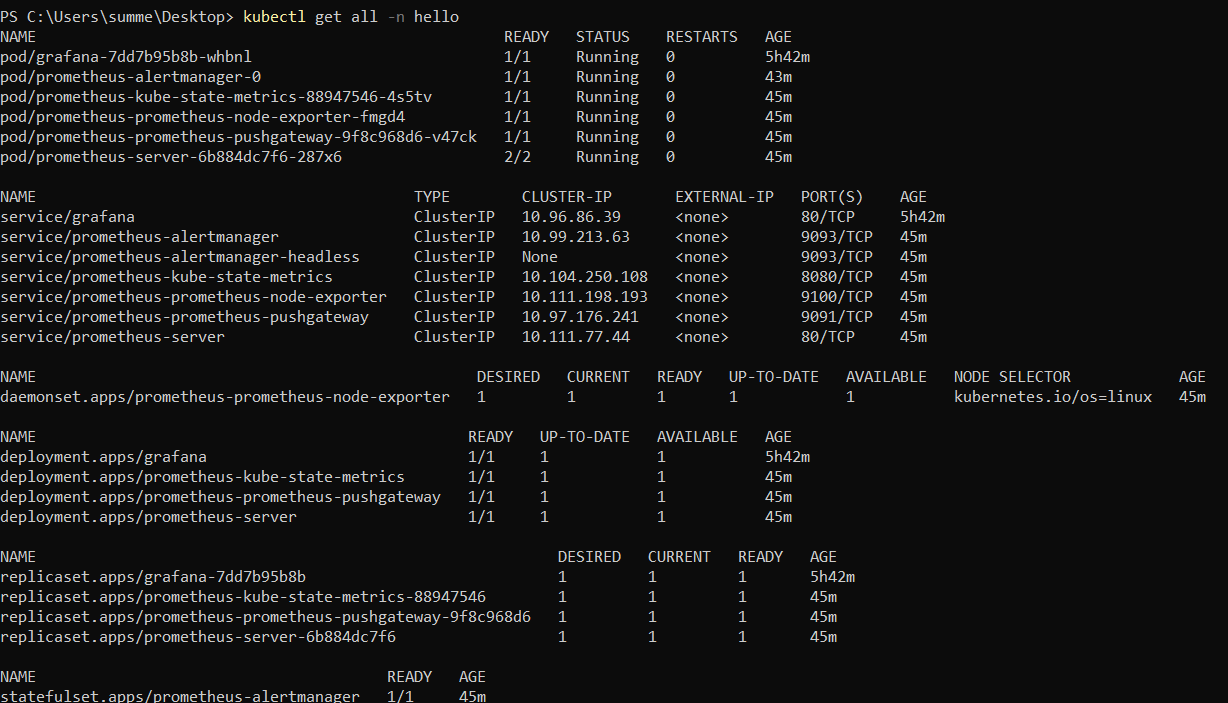 PS C:\Users\summe\Desktop> kubectl get all -n hello
NAME READY STATUS RESTARTS AGE
pod/grafana-7dd7b95b8b-whbnl 1/1 Running 0 5h42m
pod/prometheus-alertmanager-0 1/1 Running 0 43m
pod/prometheus-kube-state-metrics-88947546-4s5tv 1/1 Running 0 45m
pod/prometheus-prometheus-node-exporter-fmgd4 1/1 Running 0 45m
pod/prometheus-prometheus-pushgateway-9f8c968d6-v47ck 1/1 Running 0 45m
pod/prometheus-server-6b884dc7f6-287x6 2/2 Running 0 45m
NAME TYPE CLUSTER-IP EXTERNAL-IP PORT(S) AGE
service/grafana ClusterIP 10.96.86.39 <none> 80/TCP 5h42m
service/prometheus-alertmanager ClusterIP 10.99.213.63 <none> 9093/TCP 45m
service/prometheus-alertmanager-headless ClusterIP None <none> 9093/TCP 45m
service/prometheus-kube-state-metrics ClusterIP 10.104.250.108 <none> 8080/TCP 45m
service/prometheus-prometheus-node-exporter ClusterIP 10.111.198.193 <none> 9100/TCP 45m
service/prometheus-prometheus-pushgateway ClusterIP 10.97.176.241 <none> 9091/TCP 45m
service/prometheus-server ClusterIP 10.111.77.44 <none> 80/TCP 45m
NAME DESIRED CURRENT READY UP-TO-DATE AVAILABLE NODE SELECTOR AGE
daemonset.apps/prometheus-prometheus-node-exporter 1 1 1 1 1 kubernetes.io/os=linux 45m
NAME READY UP-TO-DATE AVAILABLE AGE
deployment.apps/grafana 1/1 1 1 5h42m
deployment.apps/prometheus-kube-state-metrics 1/1 1 1 45m
deployment.apps/prometheus-prometheus-pushgateway 1/1 1 1 45m
deployment.apps/prometheus-server 1/1 1 1 45m
NAME DESIRED CURRENT READY AGE
replicaset.apps/grafana-7dd7b95b8b 1 1 1 5h42m
replicaset.apps/prometheus-kube-state-metrics-88947546 1 1 1 45m
replicaset.apps/prometheus-prometheus-pushgateway-9f8c968d6 1 1 1 45m
replicaset.apps/prometheus-server-6b884dc7f6 1 1 1 45m
NAME READY AGE
statefulset.apps/prometheus-alertmanager 1/1 45m